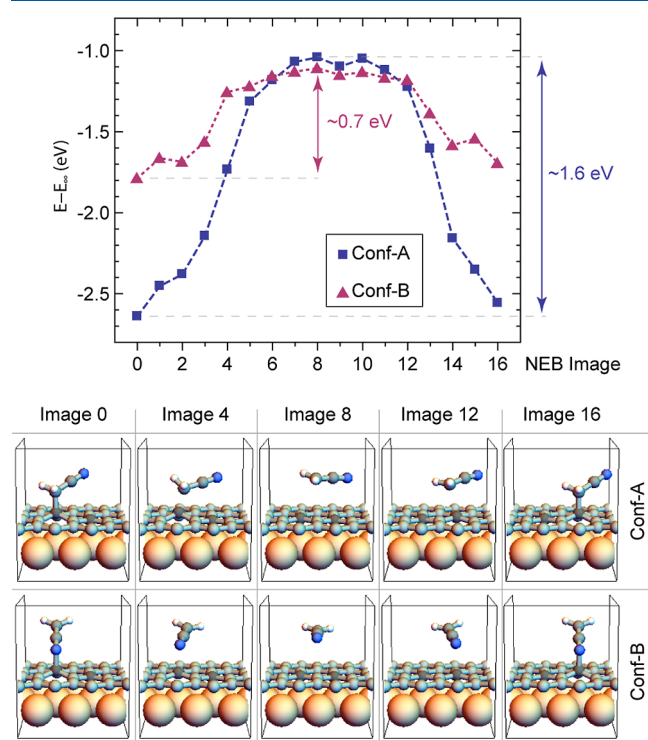 -1.0
-1.5
-2.0
-2.5
E−E∞ (eV)
~0.7 eV
~1.6 eV
Conf-A
Conf-B
0 2 4 6 8 10 12 14 16 NEB Image
Image 0 Image 4 Image 8 Image 12 Image 16
Conf-A
Conf-B